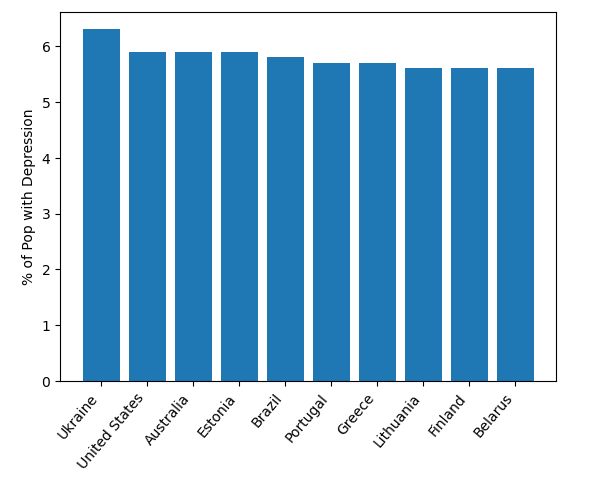 % of Pop with Depression
6
5
4
3
2
1
0
Ukraine
United States
Australia
Estonia
Brazil
Portugal
Greece
Lithuania
Finland
Belarus